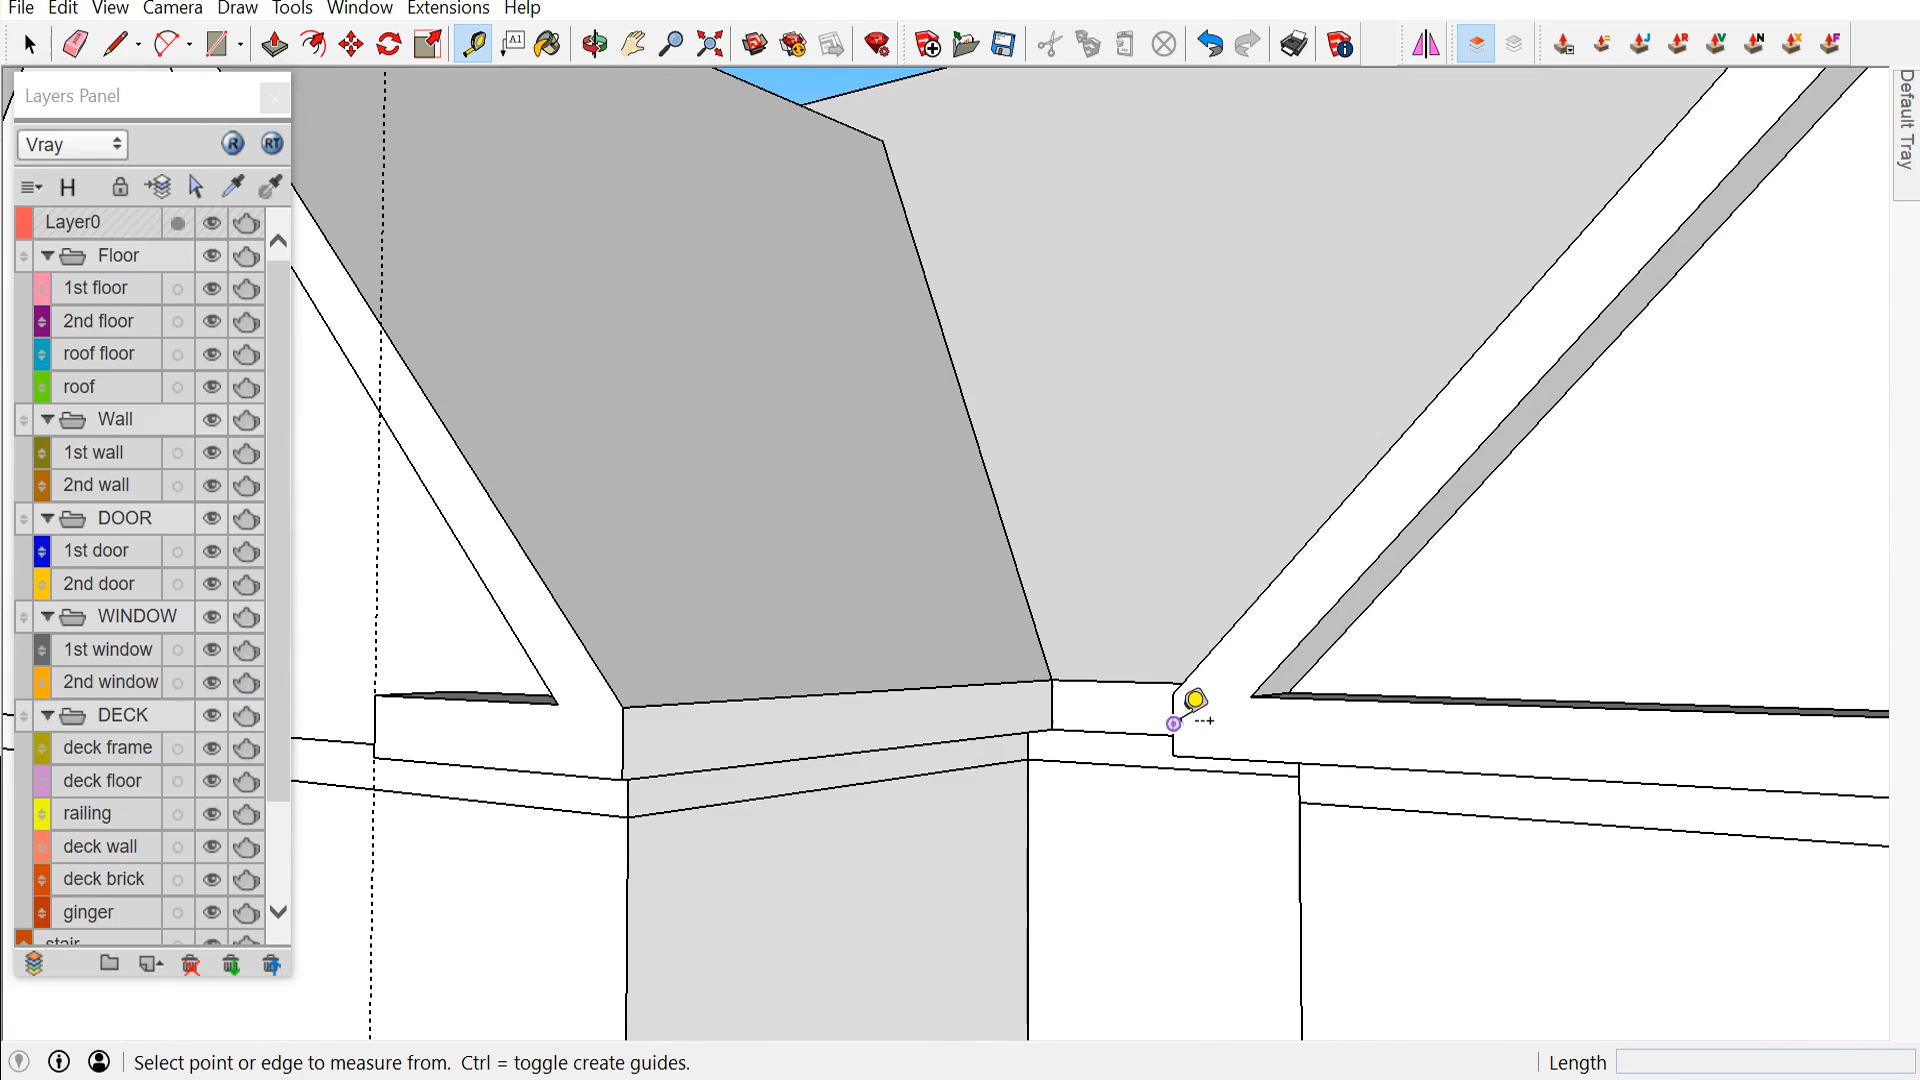 File Edit View Camera Draw Tools Window Extensions Help
A1
Layers Panel
Default Tray
Vray
R RT
H
Layer0
Floor
1st floor
2nd floor
roof floor
roof
Wall
1st wall
2nd wall
DOOR
1st door
2nd door
WINDOW
1st window
2nd window
DECK
deck frame
deck floor
railing
deck wall
deck brick
ginger
stair
Select point or edge to measure from. Ctrl = toggle create guides.
Length